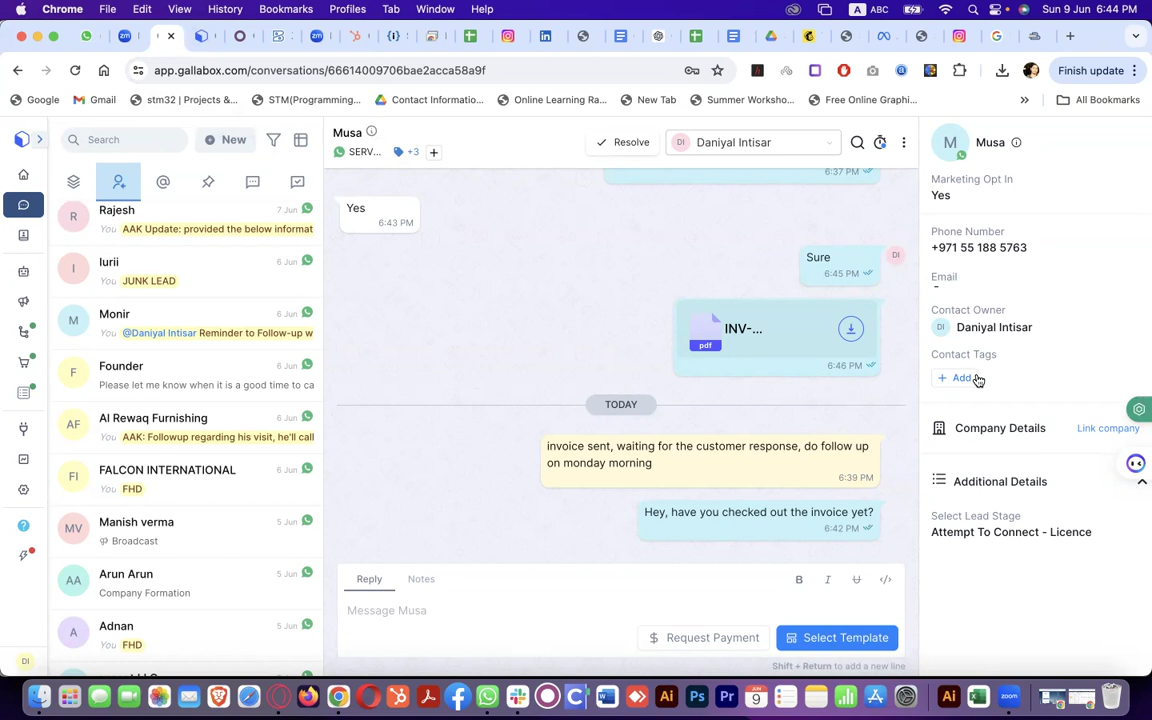 Chrome File Edit View History Bookmarks Profiles Tab Window Help A ABC Sun 9 Jun 6:44 PM
app.gallabox.com/conversations/66614009706bae2acca58a9f Finish update
Google Gmail stm32 | Projects &... STM(Programming,... Contact Informatio... Online Learning Ra... New Tab Summer Worksho... Free Online Graphi... » All Bookmarks
Search New
R Rajesh 7 Jun
You AAK Update: provided the below informat
I Iurii 6 Jun
You JUNK LEAD
M Monir 6 Jun
You @Daniyal Intisar Reminder to Follow-up w
F Founder 6 Jun
Please let me know when it is a good time to ca
AF Al Rewaq Furnishing 6 Jun
You AAK: Followup regarding his visit, he'll call
FI FALCON INTERNATIONAL 6 Jun
You FHD
MV Manish verma 5 Jun
Broadcast
AA Arun Arun 5 Jun
Company Formation
A Adnan 5 Jun
You FHD
DI
Musa
SERV... +3
Resolve DI Daniyal Intisar
6:37 PM
Yes
6:43 PM
Sure DI
6:45 PM
INV-...
pdf
6:46 PM
TODAY
invoice sent, waiting for the customer response, do follow up
on monday morning
6:39 PM
Hey, have you checked out the invoice yet?
6:42 PM
Reply Notes B I U </>
Message Musa
$ Request Payment Select Template
Shift + Return to add a new line
M Musa
Marketing Opt In
Yes
Phone Number
+971 55 188 5763
Email
-
Contact Owner
DI Daniyal Intisar
Contact Tags
+ Add
Company Details Link company
Additional Details
Select Lead Stage
Attempt To Connect - Licence